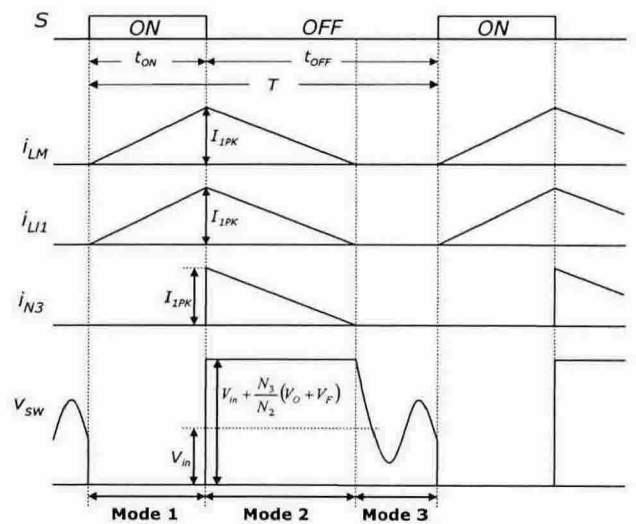 S
ON OFF ON
t_ON t_OFF
T
i_LM I_1PK
i_Ll1 I_1PK
i_N3 I_1PK
v_sw V_in + N_3/N_2 (V_O + V_F)
V_in
Mode 1 Mode 2 Mode 3